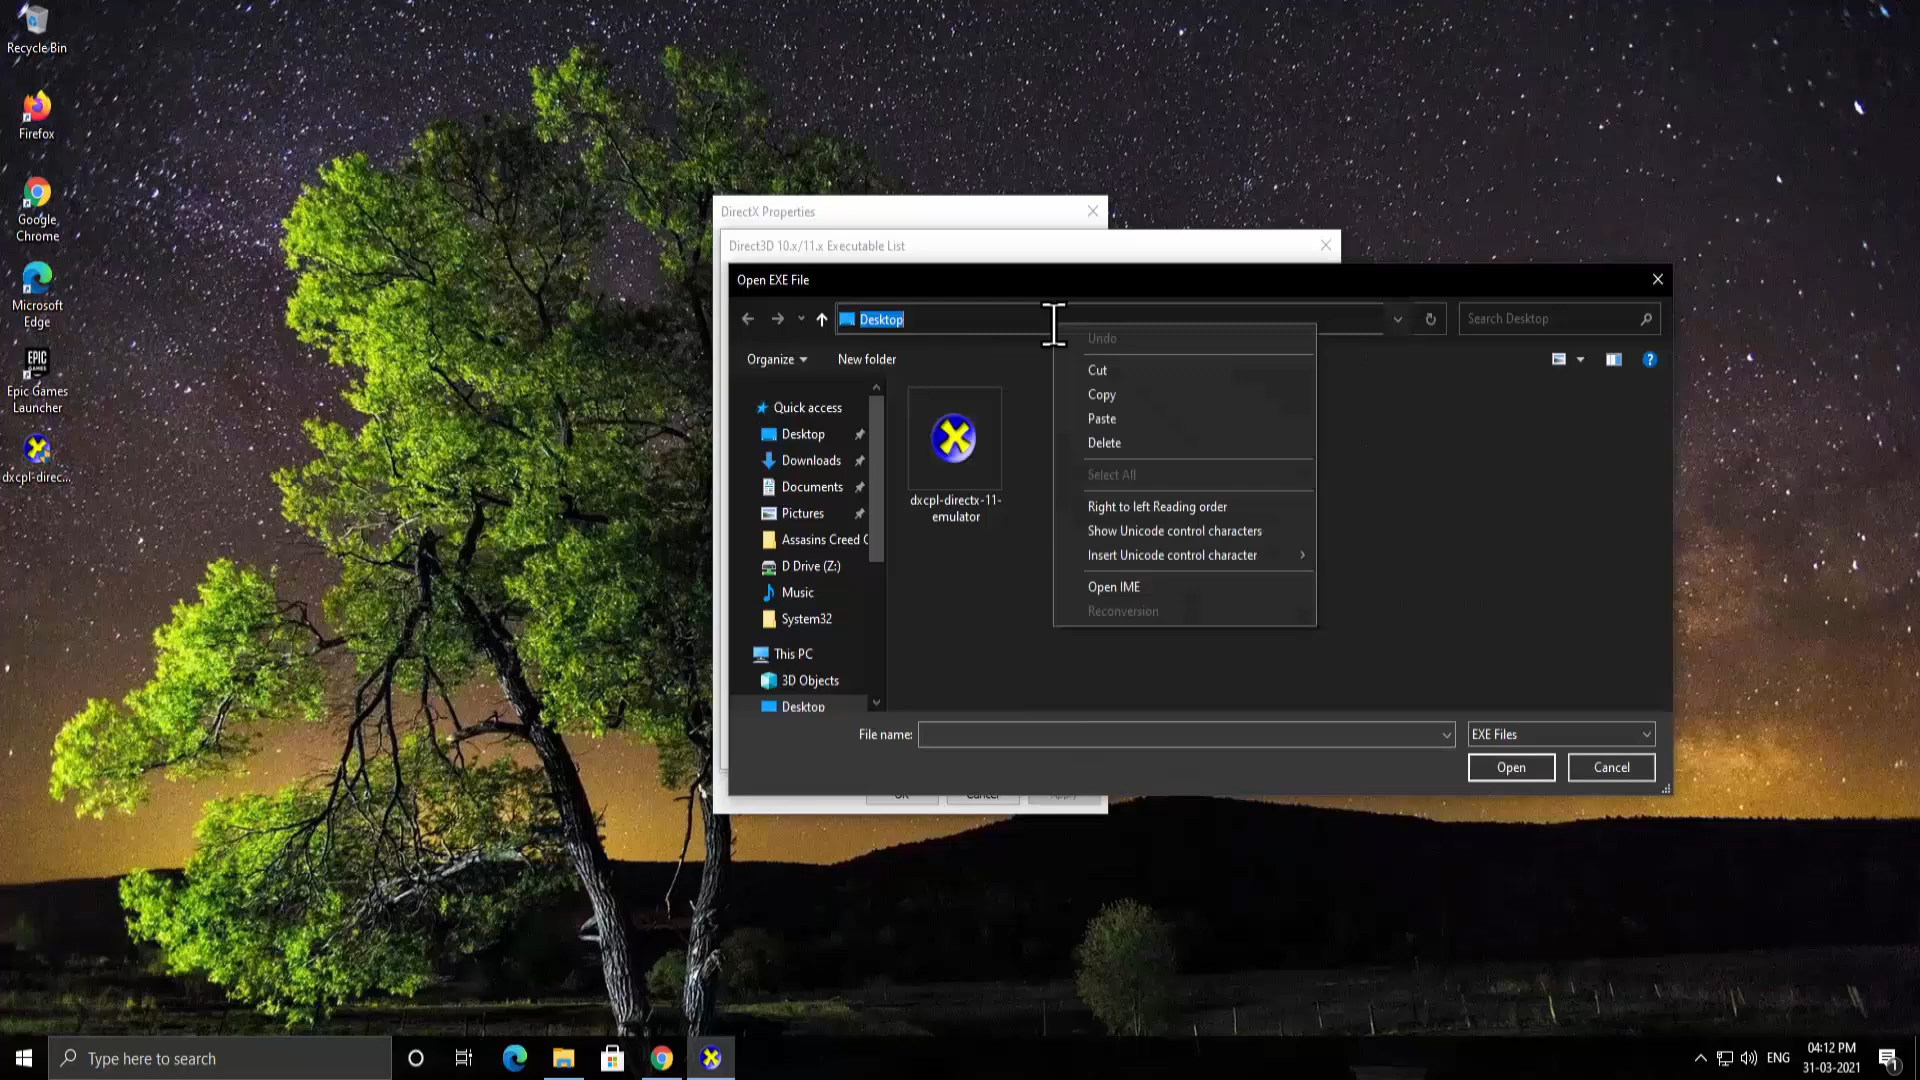 Recycle Bin
Firefox
Google
Chrome
Microsoft
Edge
EPIC
GAMES
Epic Games
Launcher
dxcpl-direc...
DirectX Properties
Direct3D 10.x/11.x Executable List
Open EXE File
Desktop
Search Desktop
Organize
New folder
Quick access
Desktop
Downloads
Documents
Pictures
Assasins Creed
D Drive (Z:)
Music
System32
This PC
3D Objects
Desktop
dxcpl-directx-11-
emulator
Undo
Cut
Copy
Paste
Delete
Select All
Right to left Reading order
Show Unicode control characters
Insert Unicode control character
Open IME
Reconversion
File name:
EXE Files
Open
Cancel
OK
Cancel
Apply
Type here to search
ENG
04:12 PM
31-03-2021
1